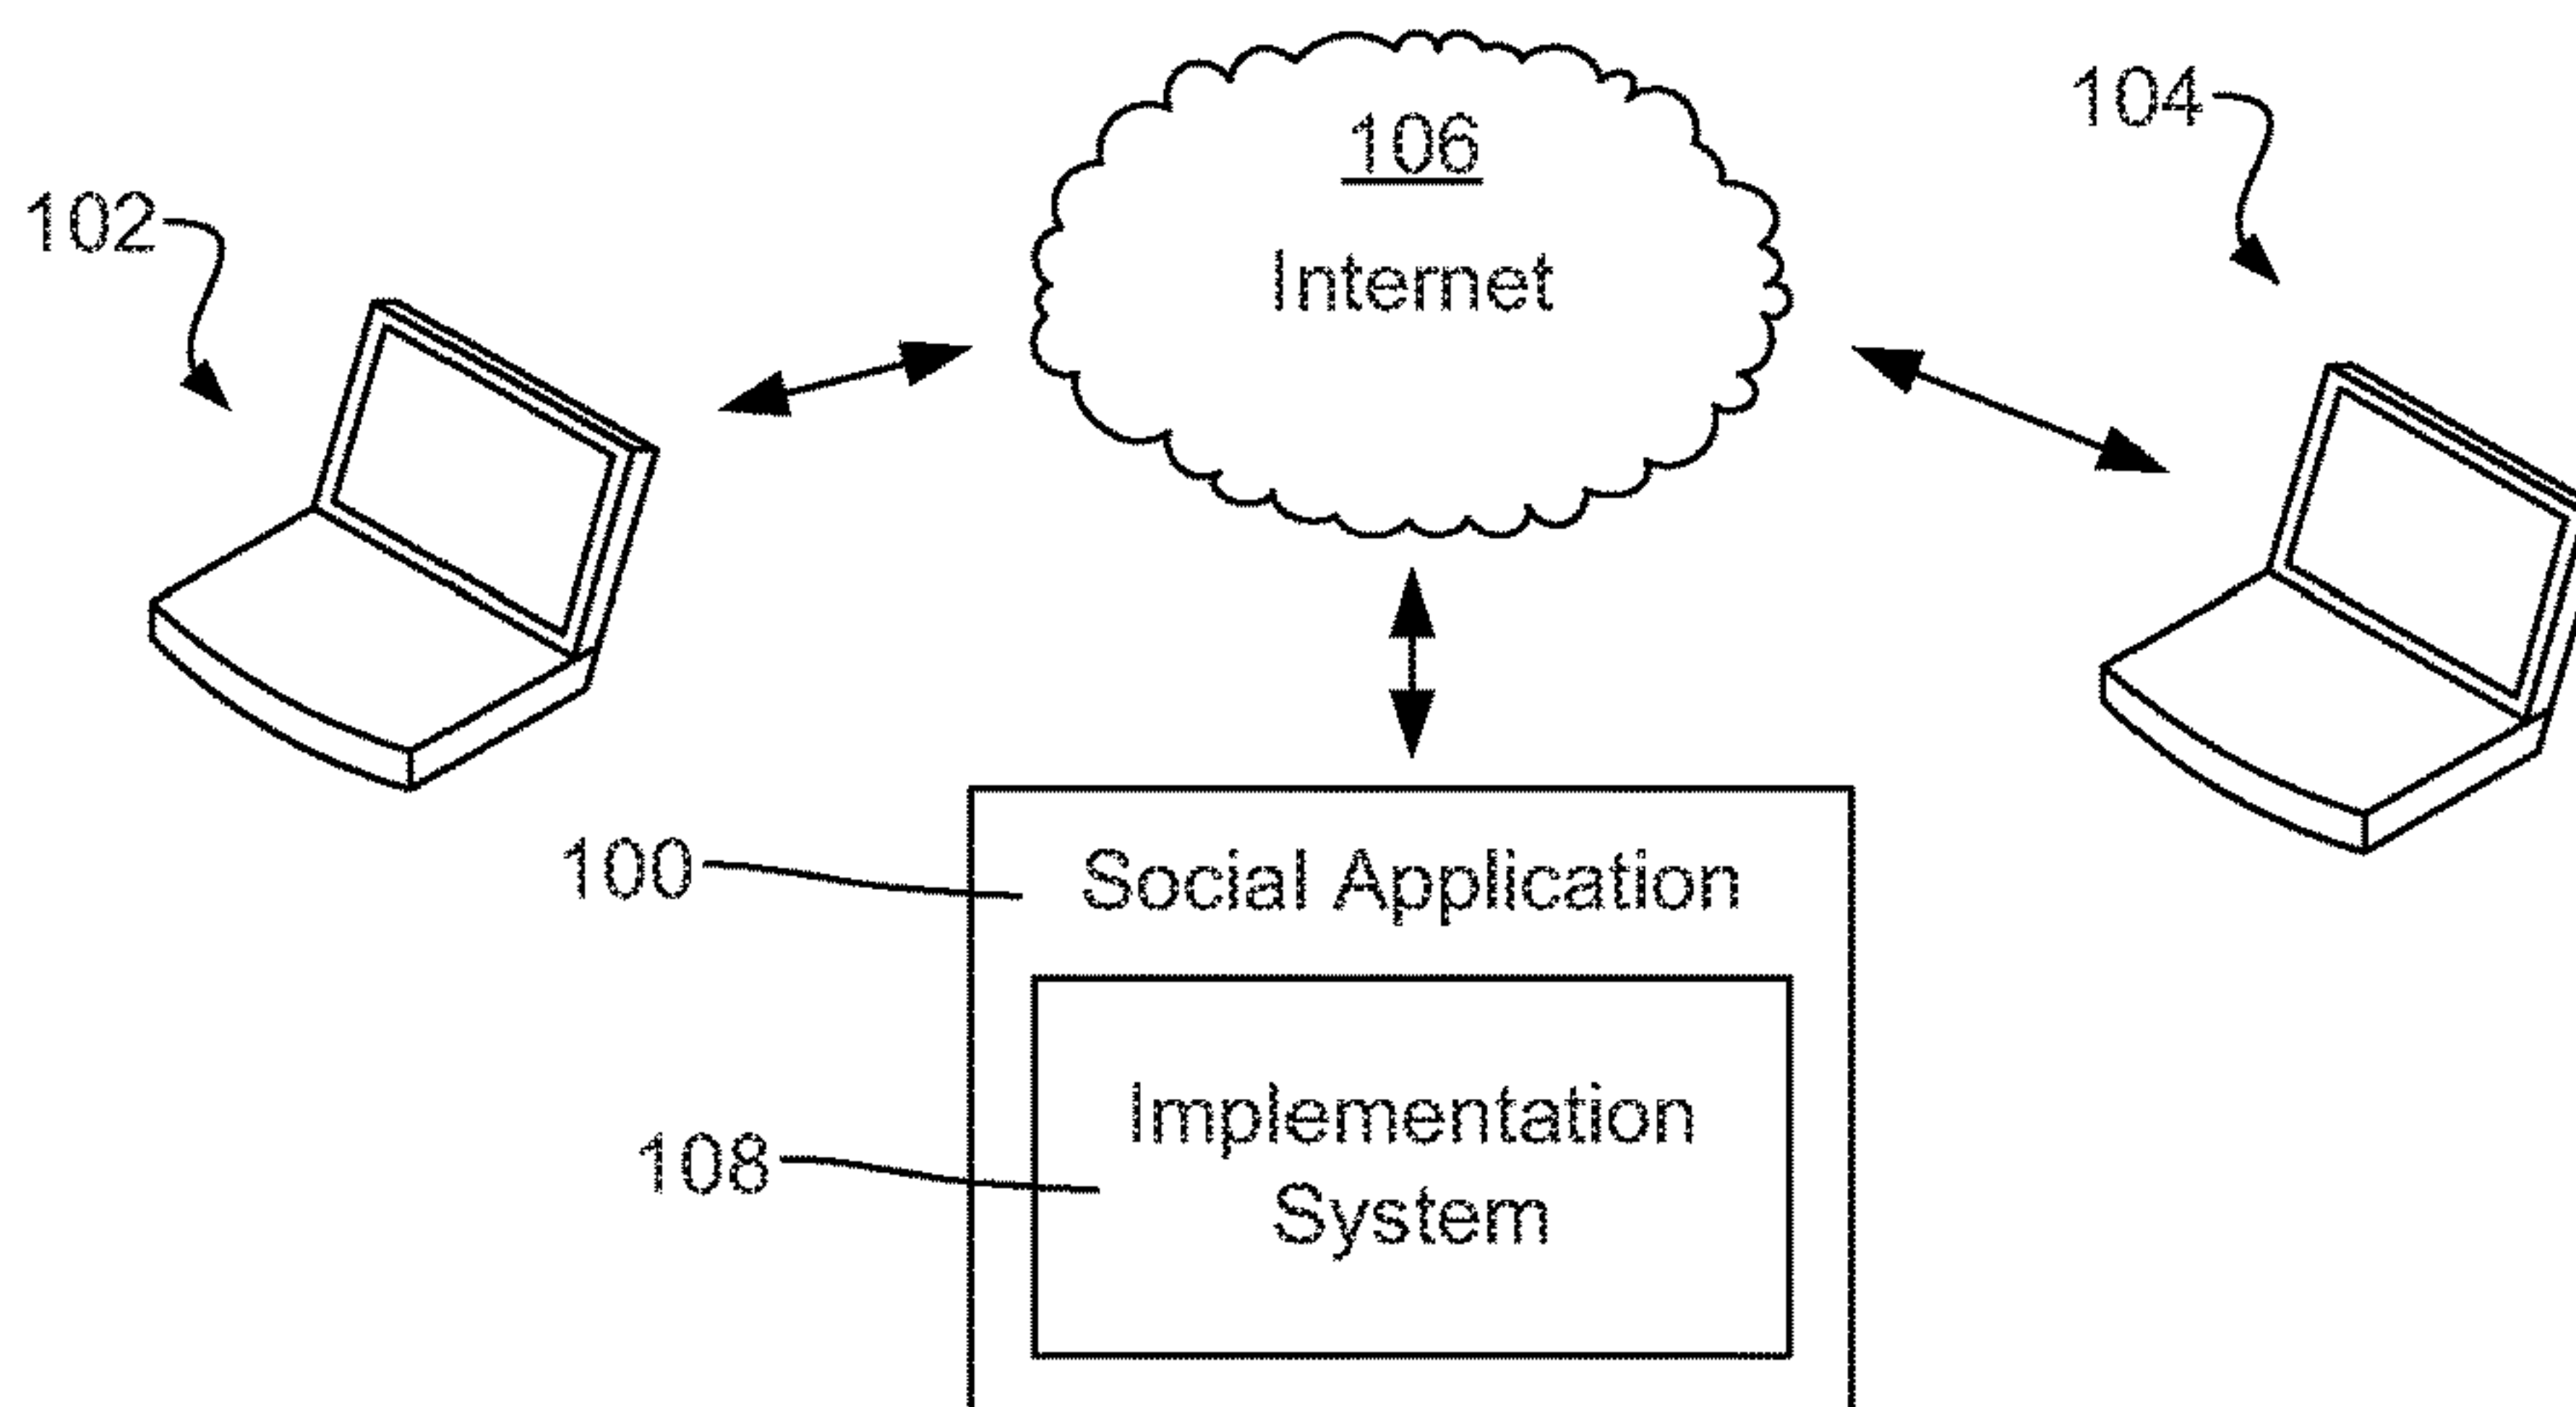 106
104
102
Internet
100
Social Application
Implementation
108
System